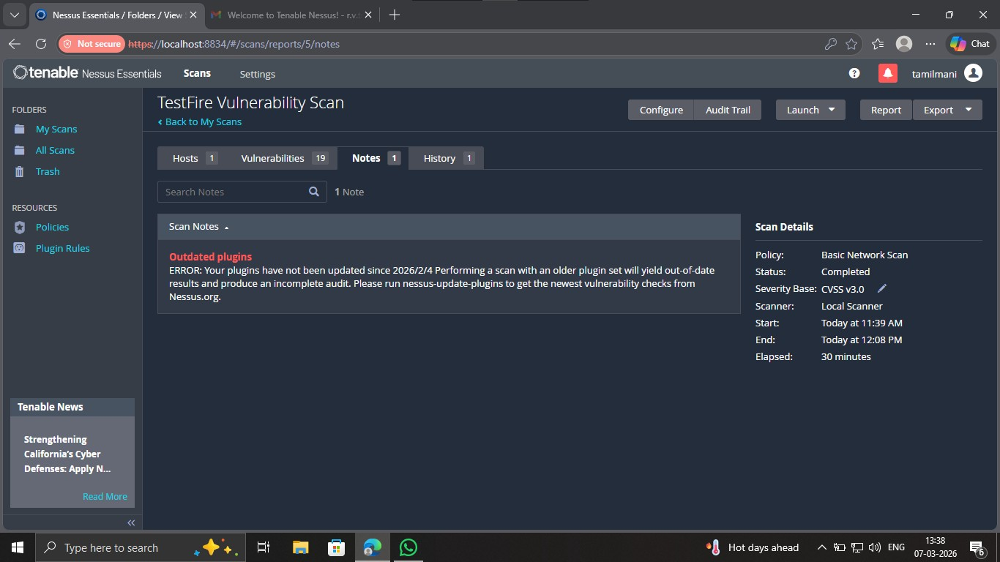 Nessus Essentials / Folders / View
Welcome to Tenable Nessus! - r.v.
Not secure https://localhost:8834/#/scans/reports/5/notes
Chat
tenable Nessus Essentials
Scans
Settings
tamilmani
FOLDERS
My Scans
All Scans
Trash
RESOURCES
Policies
Plugin Rules
TestFire Vulnerability Scan
Back to My Scans
Configure
Audit Trail
Launch
Report
Export
Hosts 1
Vulnerabilities 19
Notes 1
History 1
Search Notes
1 Note
Scan Notes
Outdated plugins
ERROR: Your plugins have not been updated since 2026/2/4 Performing a scan with an older plugin set will yield out-of-date
results and produce an incomplete audit. Please run nessus-update-plugins to get the newest vulnerability checks from
Nessus.org.
Scan Details
Policy: Basic Network Scan
Status: Completed
Severity Base: CVSS v3.0
Scanner: Local Scanner
Start: Today at 11:39 AM
End: Today at 12:08 PM
Elapsed: 30 minutes
Tenable News
Strengthening
California's Cyber
Defenses: Apply N...
Read More
Type here to search
Hot days ahead
ENG
13:38
07-03-2026
6